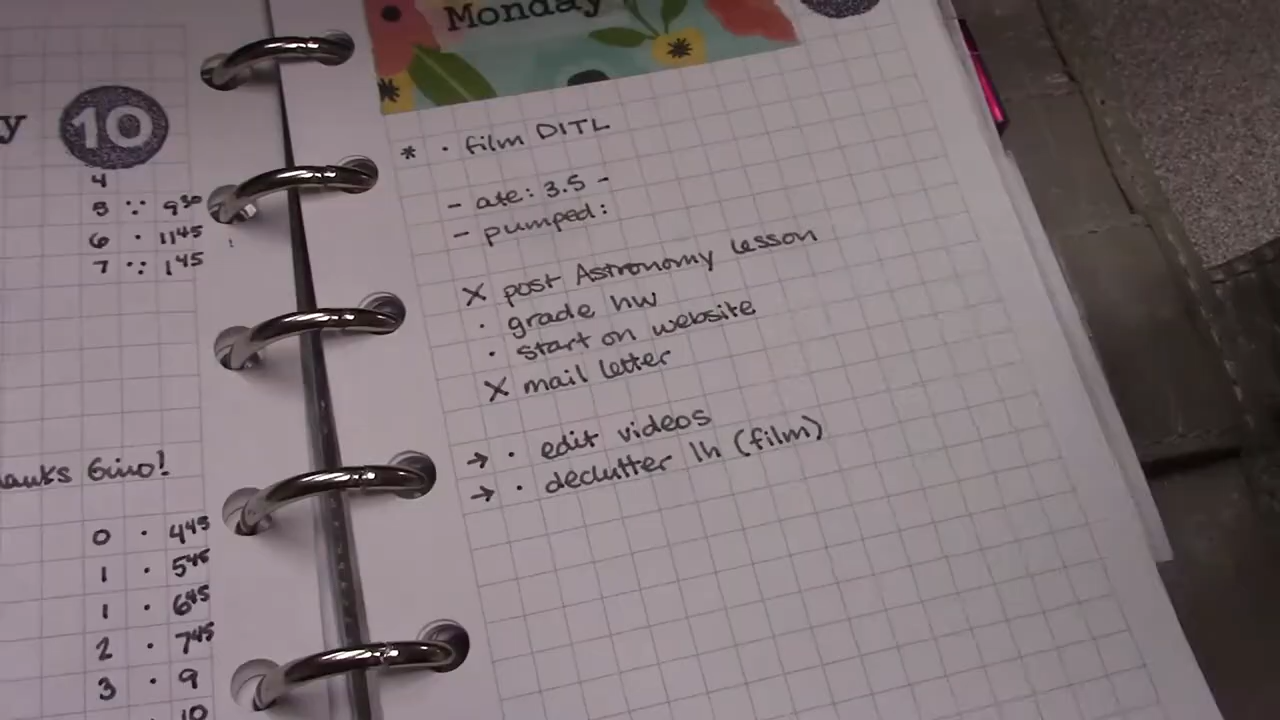 y 10
4
5 ∵ 9³⁰
6 · 11⁴⁵
7 ∵ 1⁴⁵
anks Gino!
0 · 4⁴⁵
1 · 5⁴⁵
1 · 6⁴⁵
2 · 7⁴⁵
3 · 9
10
Monday
* · film DITL
- ate: 3.5 -
- pumped:
X post Astronomy lesson
· grade hw
· start on website
X mail letter
→ · edit videos
→ · declutter 1h (film)